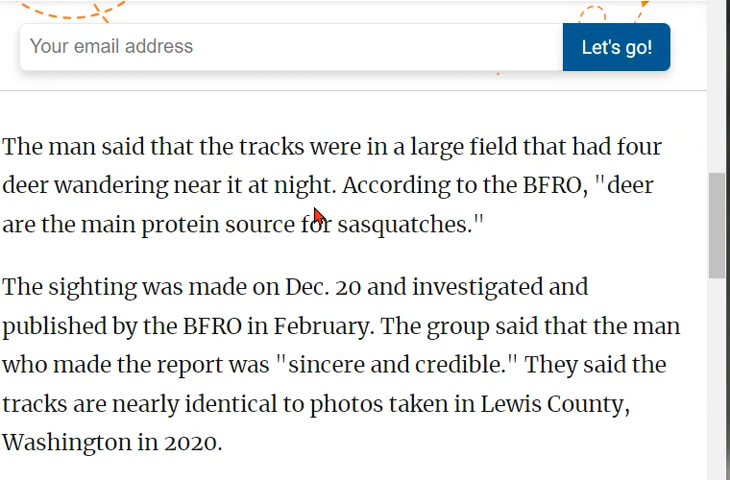 Your email address
Let's go!
The man said that the tracks were in a large field that had four
deer wandering near it at night. According to the BFRO, "deer
are the main protein source for sasquatches."
The sighting was made on Dec. 20 and investigated and
published by the BFRO in February. The group said that the man
who made the report was "sincere and credible." They said the
tracks are nearly identical to photos taken in Lewis County,
Washington in 2020.